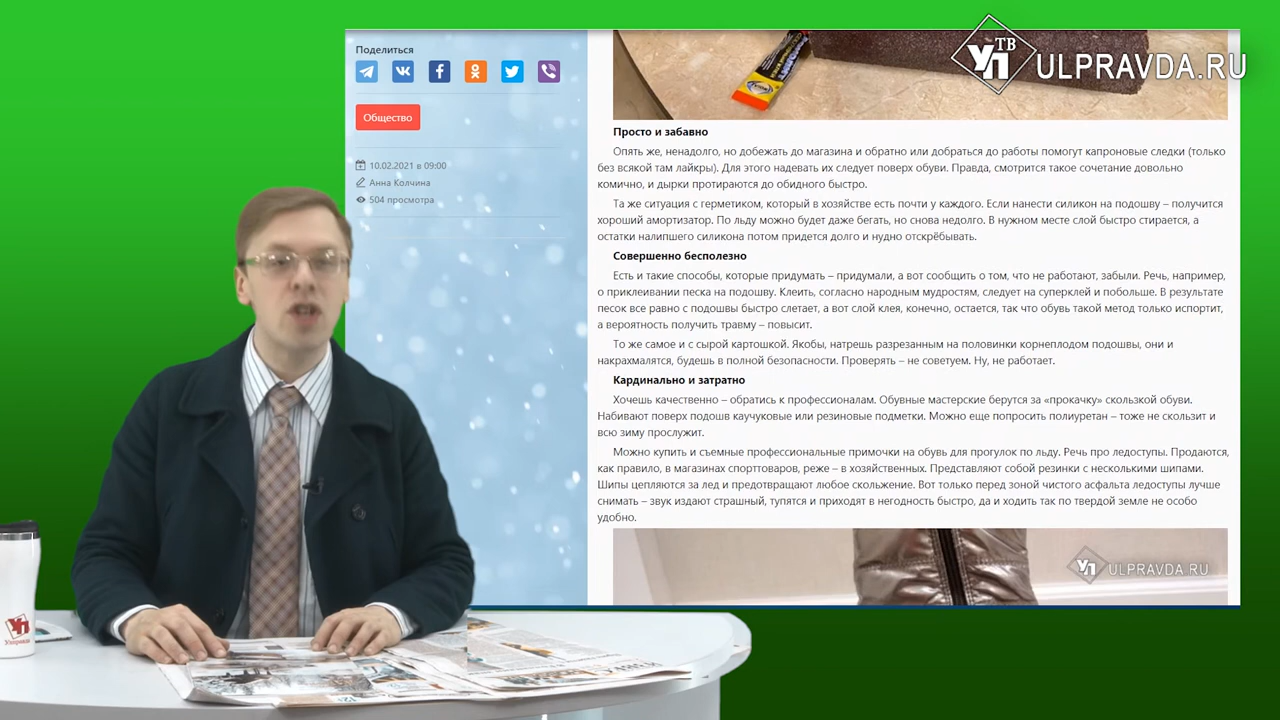 Поделиться
УП ТВ ULPRAVDA.RU
Общество
10.02.2021 в 09:00
Анна Колчина
504 просмотра
Просто и забавно
Опять же, ненадолго, но добежать до магазина и обратно или добраться до работы помогут капроновые следки (только
без всякой там лайкры). Для этого надевать их следует поверх обуви. Правда, смотрится такое сочетание довольно
комично, и дырки протираются до обидного быстро.
Та же ситуация с герметиком, который в хозяйстве есть почти у каждого. Если нанести силикон на подошву – получится
хороший амортизатор. По льду можно будет даже бегать, но снова недолго. В нужном месте слой быстро стирается, а
остатки налипшего силикона потом придется долго и нудно отскрёбывать.
Совершенно бесполезно
Есть и такие способы, которые придумать – придумали, а вот сообщить о том, что не работают, забыли. Речь, например,
о приклеивании песка на подошву. Клеить, согласно народным мудростям, следует на суперклей и побольше. В результате
песок все равно с подошвы быстро слетает, а вот слой клея, конечно, остается, так что обувь такой метод только испортит,
а вероятность получить травму – повысит.
То же самое и с сырой картошкой. Якобы, натрешь разрезанным на половинки корнеплодом подошвы, они и
накрахмалятся, будешь в полной безопасности. Проверять – не советуем. Ну, не работает.
Кардинально и затратно
Хочешь качественно – обратись к профессионалам. Обувные мастерские берутся за «прокачку» скользкой обуви.
Набивают поверх подошв каучуковые или резиновые подметки. Можно еще попросить полиуретан – тоже не скользит и
всю зиму прослужит.
Можно купить и съемные профессиональные примочки на обувь для прогулок по льду. Речь про ледоступы. Продаются,
как правило, в магазинах спорттоваров, реже – в хозяйственных. Представляют собой резинки с несколькими шипами.
Шипы цепляются за лед и предотвращают любое скольжение. Вот только перед зоной чистого асфальта ледоступы лучше
снимать – звук издают страшный, тупятся и приходят в негодность быстро, да и ходить так по твердой земле не особо
удобно.
УП ULPRAVDA.RU
УП